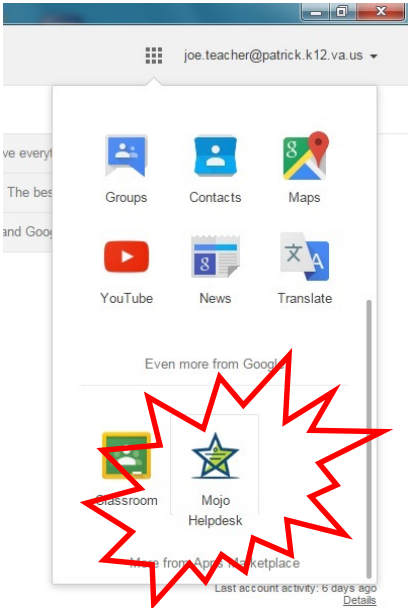 joe.teacher@patrick.k12.va.us
ve everyt
The bes
and Goog
Groups Contacts Maps
YouTube News Translate
Even more from Google
Classroom Mojo
Helpdesk
More from Apps Marketplace
Last account activity: 6 days ago
Details